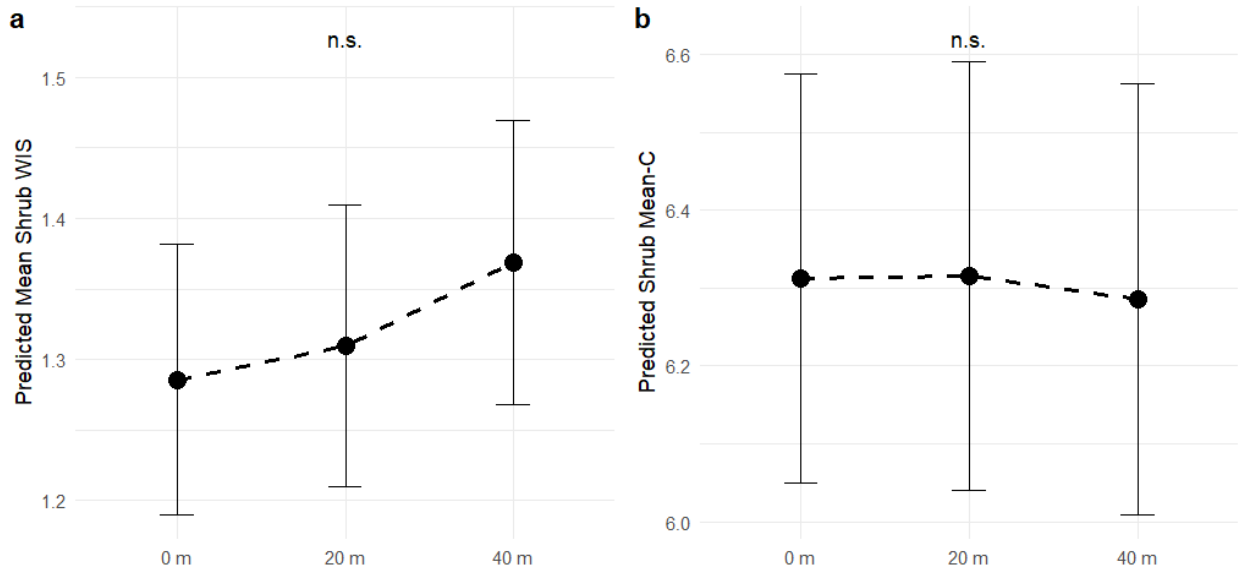 a
n.s.
Predicted Mean Shrub WIS
1.5
1.4
1.3
1.2
0 m
20 m
40 m
b
n.s.
Predicted Shrub Mean-C
6.6
6.4
6.2
6.0
0 m
20 m
40 m